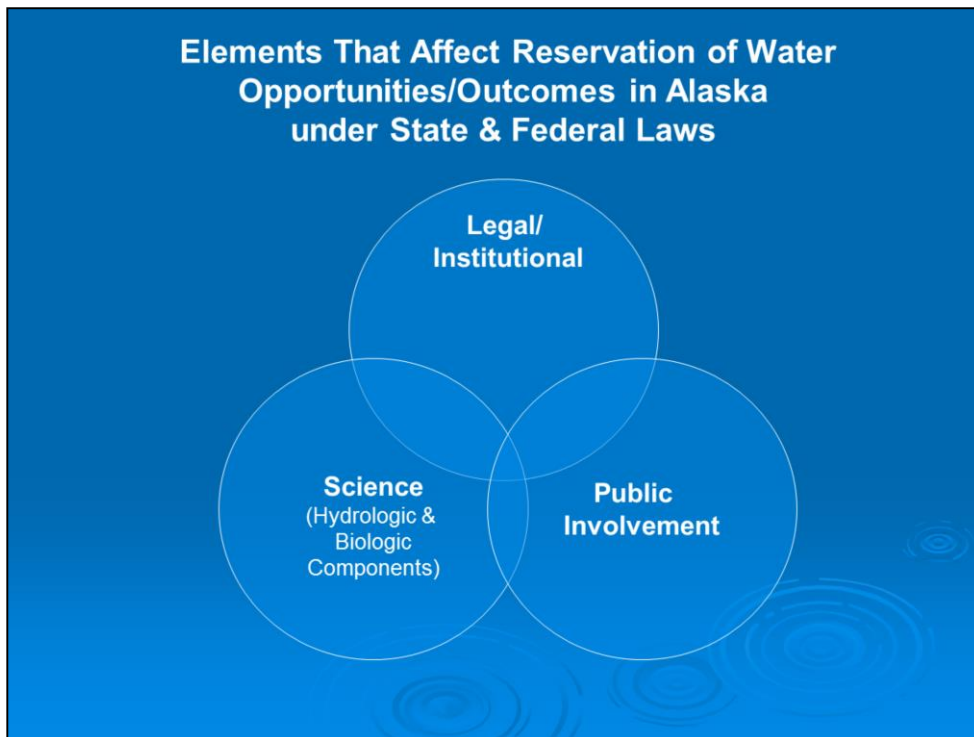 Elements That Affect Reservation of Water
Opportunities/Outcomes in Alaska
under State & Federal Laws
Legal/
Institutional
Science
(Hydrologic &
Biologic
Components)
Public
Involvement